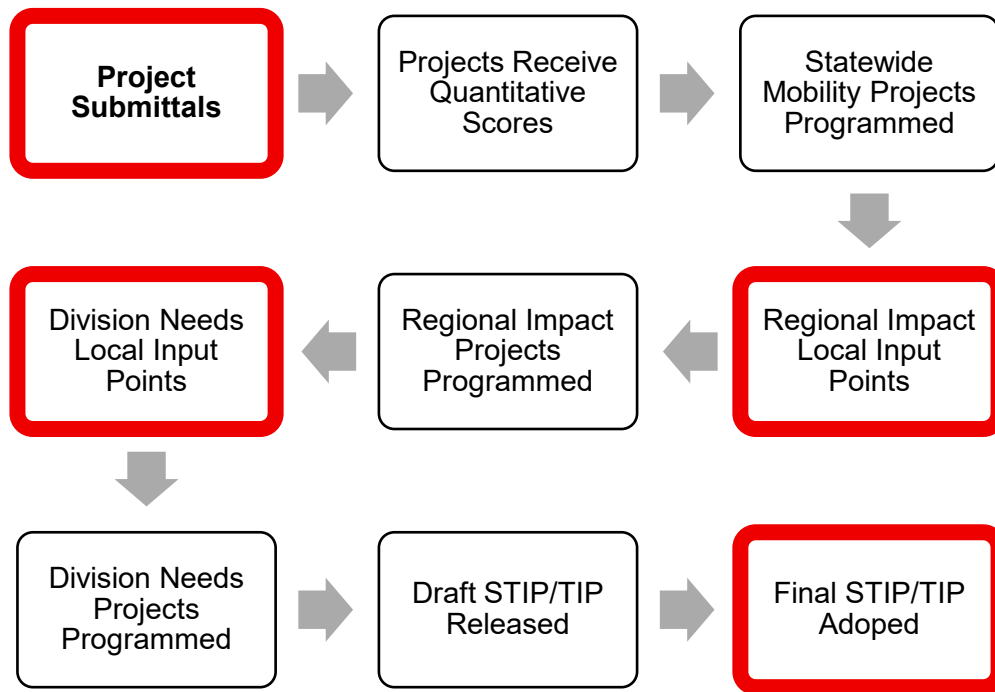 Project
Submittals
Projects Receive
Quantitative
Scores
Statewide
Mobility Projects
Programmed
Regional Impact
Local Input
Points
Regional Impact
Projects
Programmed
Division Needs
Local Input
Points
Division Needs
Projects
Programmed
Draft STIP/TIP
Released
Final STIP/TIP
Adoped